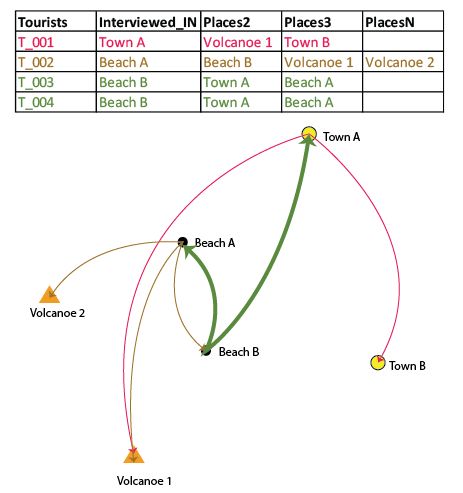 Tourists Interviewed_IN Places2 Places3 PlacesN
T_001 Town A Volcanoe 1 Town B
T_002 Beach A Beach B Volcanoe 1 Volcanoe 2
T_003 Beach B Town A Beach A
T_004 Beach B Town A Beach A
Town A
Beach A
Volcanoe 2
Beach B
Town B
Volcanoe 1